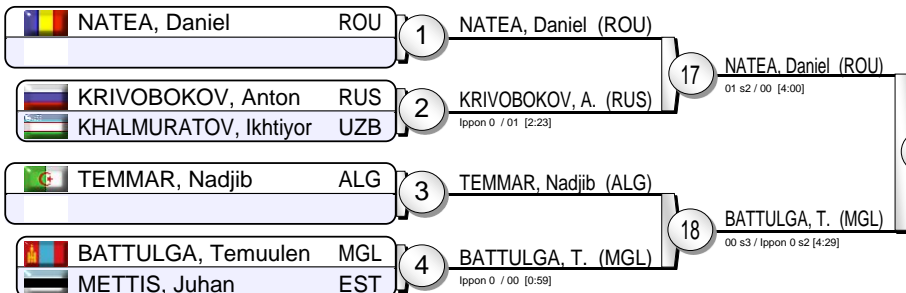 NATEA, Daniel ROU
1
NATEA, Daniel (ROU)
KRIVOBOKOV, Anton RUS
KHALMURATOV, Ikhtiyor UZB
2
KRIVOBOKOV, A. (RUS)
Ippon 0 / 01 [2:23]
17
NATEA, Daniel (ROU)
01 s2 / 00 [4:00]
TEMMAR, Nadjib ALG
3
TEMMAR, Nadjib (ALG)
BATTULGA, Temuulen MGL
METTIS, Juhan EST
4
BATTULGA, T. (MGL)
Ippon 0 / 00 [0:59]
18
BATTULGA, T. (MGL)
00 s3 / Ippon 0 s2 [4:29]